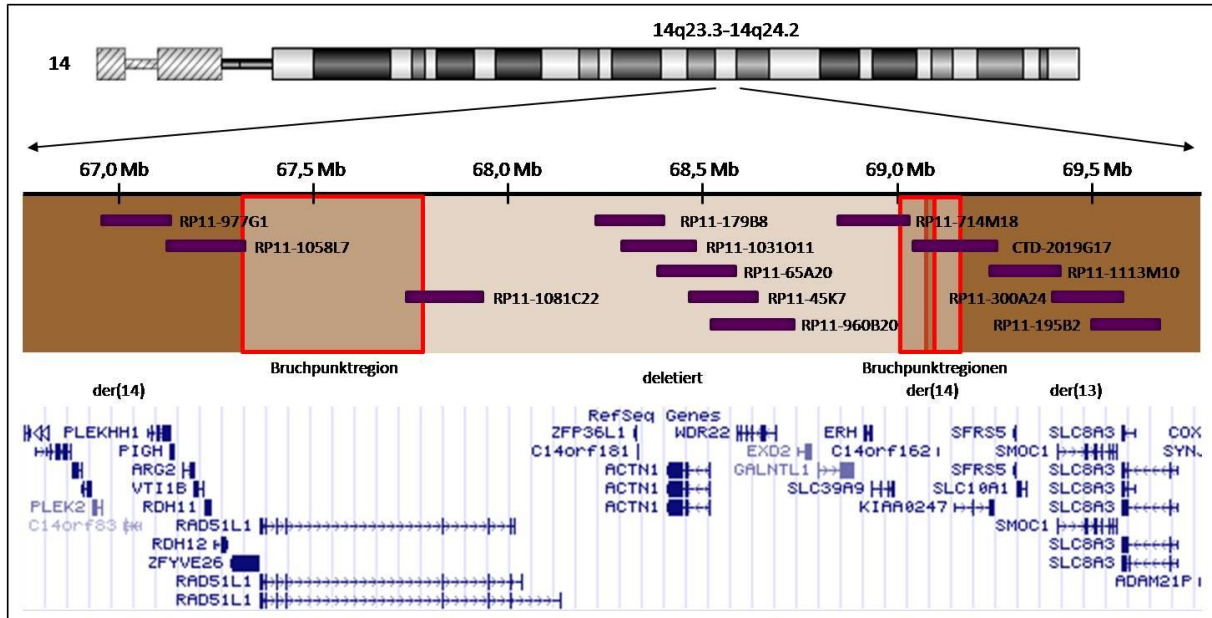 14q23.3-14q24.2
14
67,0 Mb 67,5 Mb 68,0 Mb 68,5 Mb 69,0 Mb 69,5 Mb
RP11-977G1 RP11-179B8 RP11-714M18
RP11-1058L7 RP11-1031O11 CTD-2019G17
RP11-65A20 RP11-1113M10
RP11-1081C22 RP11-45K7 RP11-300A24
RP11-960B20 RP11-195B2
Bruchpunktregion deletiert Bruchpunktregionen
der(14) der(14) der(13)
RefSeq Genes
PLEKHH1 ZFP36L1 WDR22 ERH SFRS5 SLC8A3 COX
PIGH C14orf181 EXD2 C14orf162 SMOC1 SYNJ
ARG2 ACTN1 GALNTL1 SFRS5 SLC8A3
VTI1B ACTN1 SLC39A9 SLC10A1 SLC8A3
PLEK2 RDH11 ACTN1 KIAA0247 SLC8A3
C14orf83 RAD51L1 SMOC1
RDH12 SLC8A3
ZFYVE26 SLC8A3
RAD51L1 ADAM21P
RAD51L1